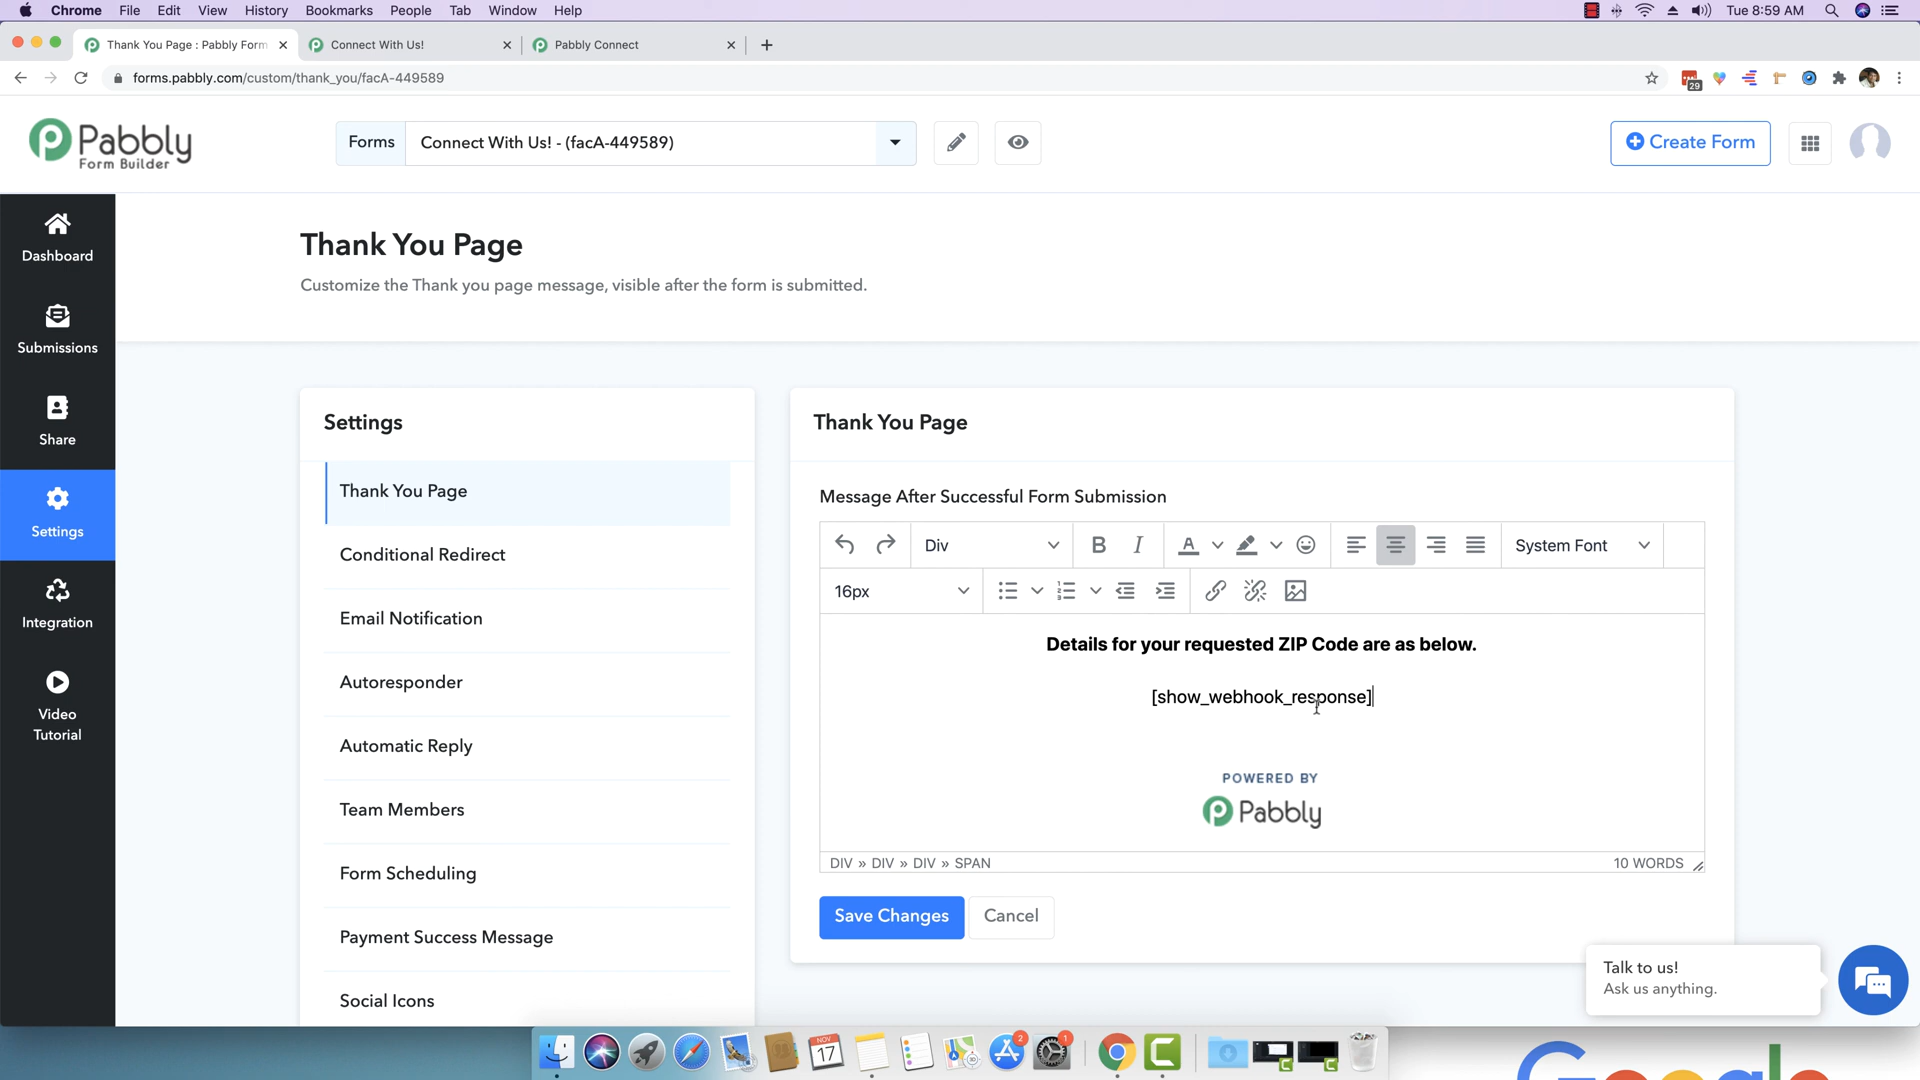 Chrome File Edit View History Bookmarks People Tab Window Help
Tue 8:59 AM
Thank You Page : Pabbly Form
Connect With Us!
Pabbly Connect
forms.pabbly.com/custom/thank_you/facA-449589
29
Pabbly
Form Builder
Forms
Connect With Us! - (facA-449589)
Create Form
Dashboard
Submissions
Share
Settings
Integration
Video
Tutorial
Thank You Page
Customize the Thank you page message, visible after the form is submitted.
Settings
Thank You Page
Conditional Redirect
Email Notification
Autoresponder
Automatic Reply
Team Members
Form Scheduling
Payment Success Message
Social Icons
Thank You Page
Message After Successful Form Submission
Div
B I A
System Font
16px
Details for your requested ZIP Code are as below.
[show_webhook_response]
POWERED BY
Pabbly
DIV » DIV » DIV » SPAN
10 WORDS
Save Changes
Cancel
Talk to us!
Ask us anything.
NOV
17
2
1